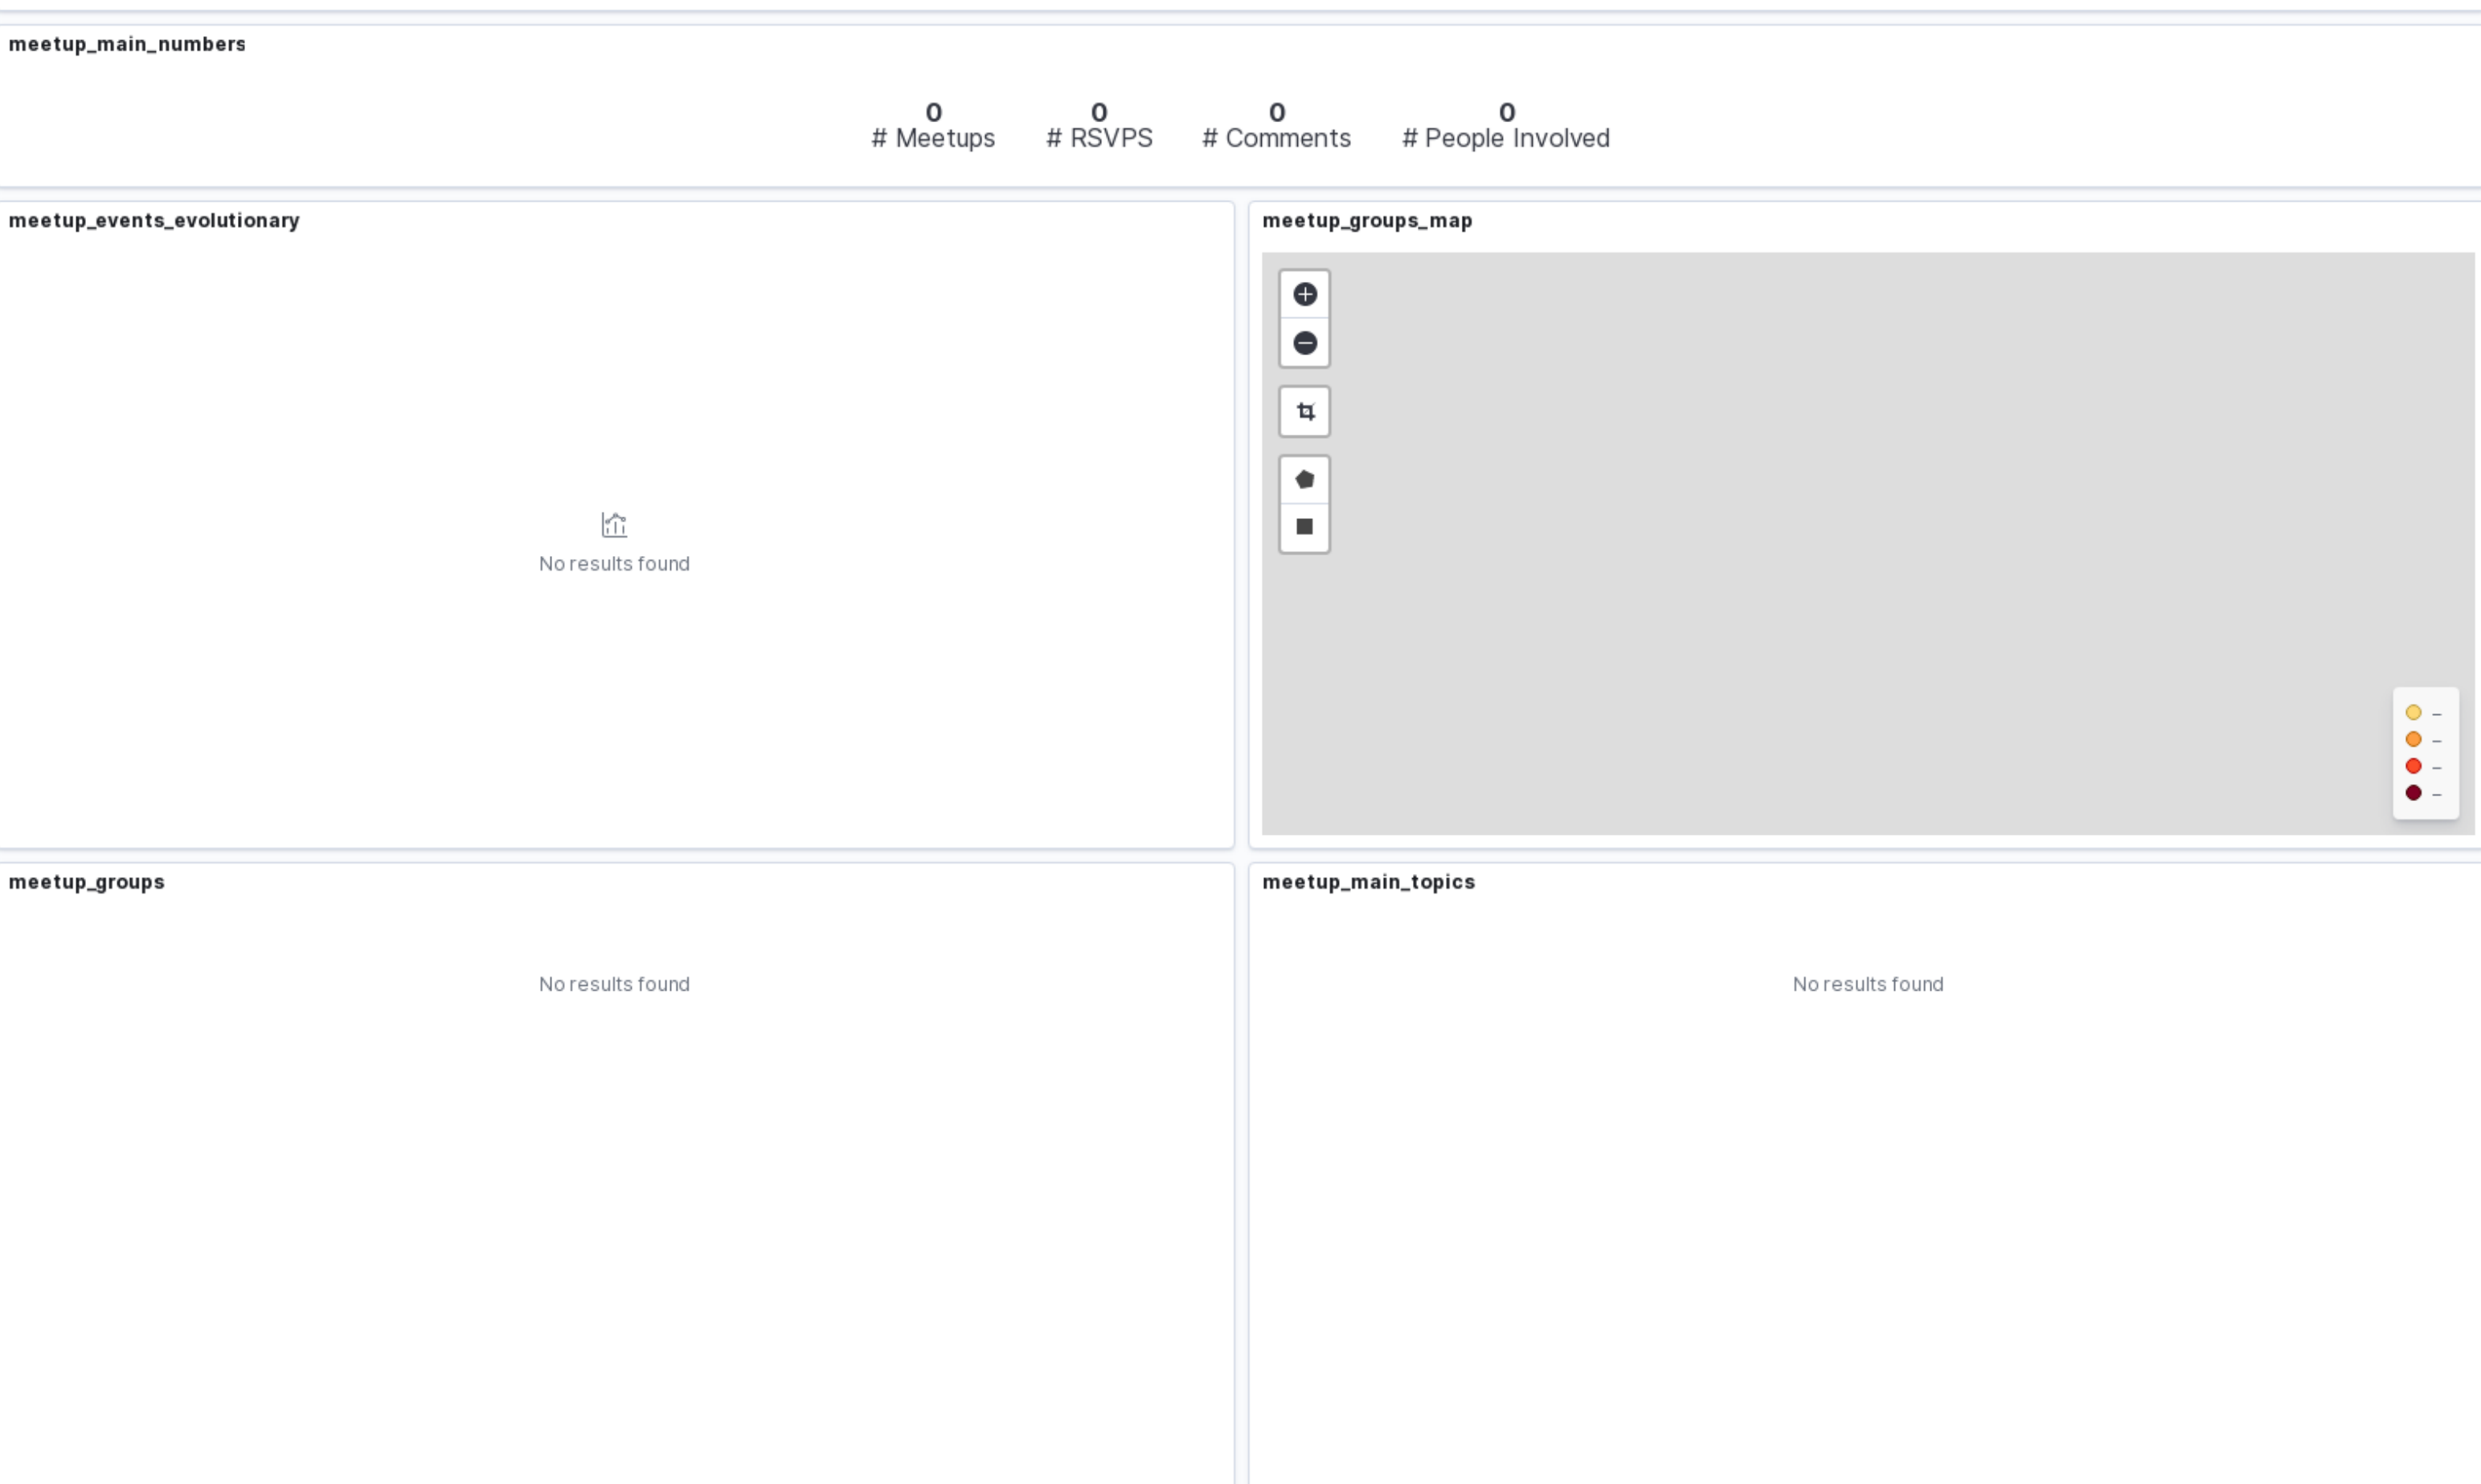 meetup_main_numbers
0 0 0 0
# Meetups # RSVPS # Comments # People Involved
meetup_events_evolutionary
No results found
meetup_groups_map
–
–
–
–
meetup_groups
No results found
meetup_main_topics
No results found